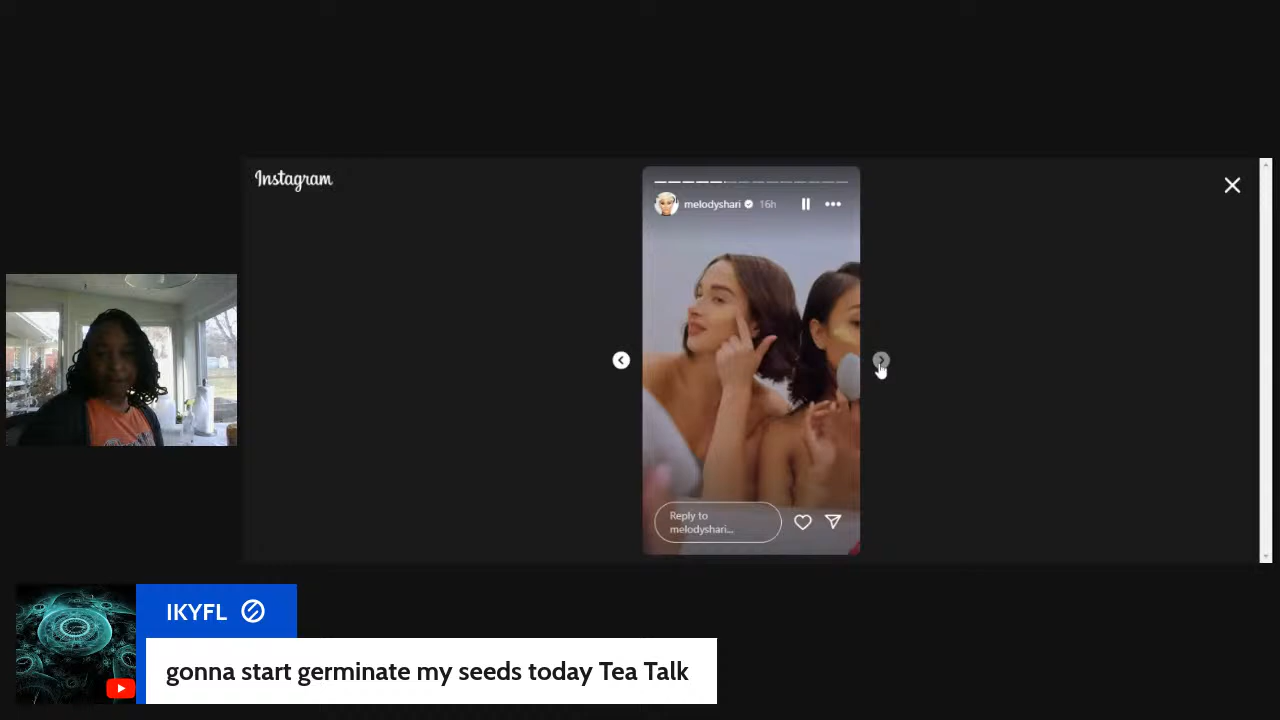 Instagram
melodyshari 16h
Reply to
melodyshari...
IKYFL
gonna start germinate my seeds today Tea Talk